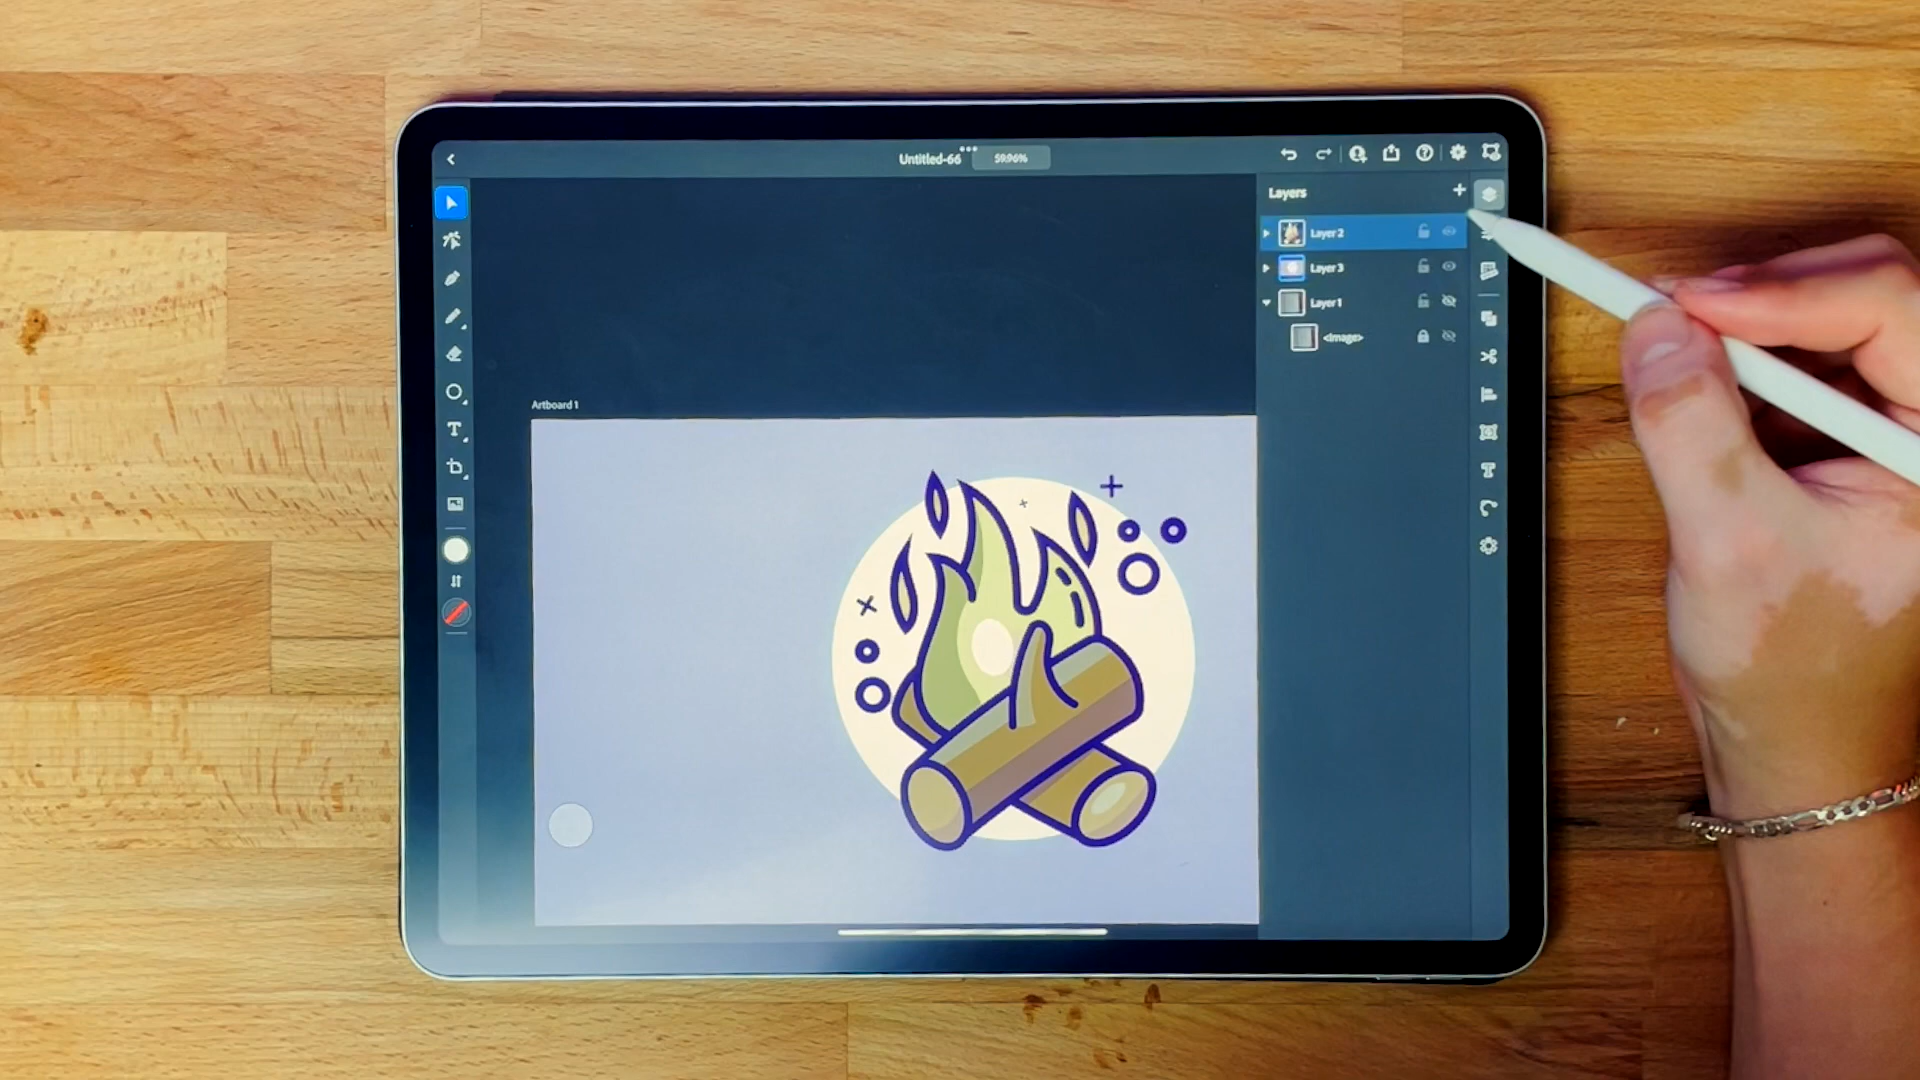 Untitled-66
59.96%
Layers
Layer 2
Layer 3
Layer 1
<Image>
Artboard 1